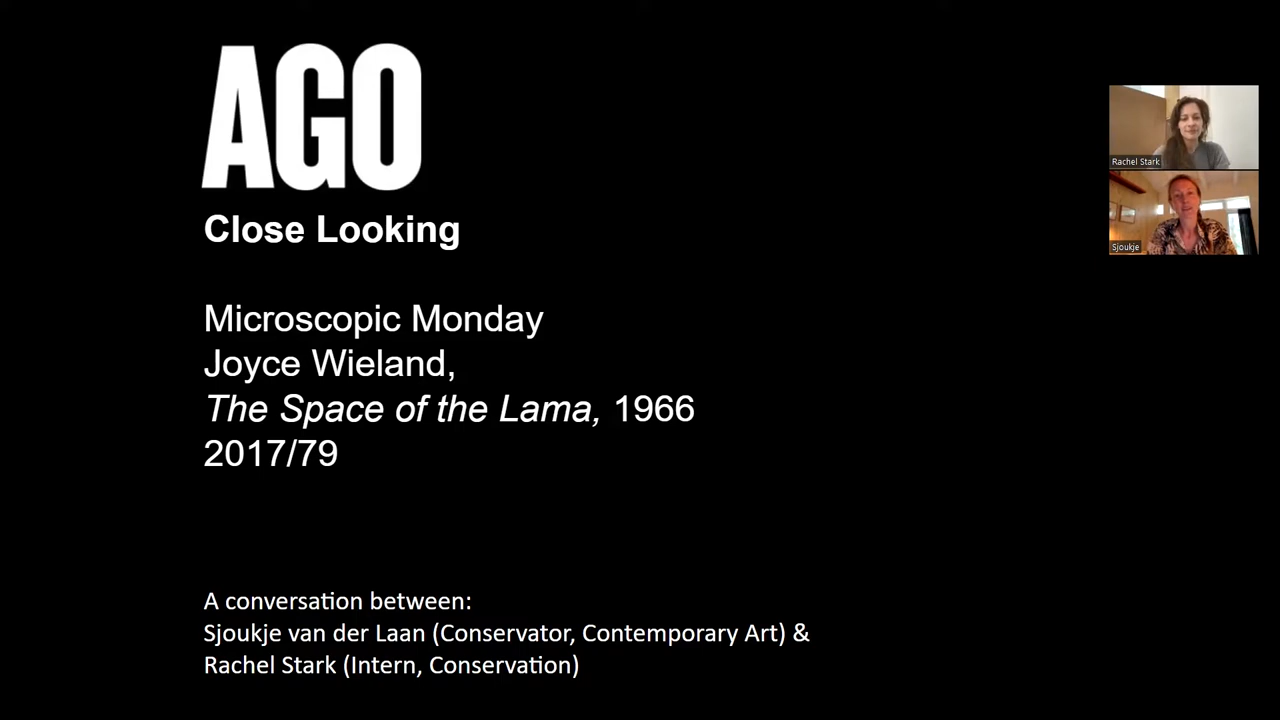 AGO
Close Looking
Microscopic Monday
Joyce Wieland,
The Space of the Lama, 1966
2017/79
A conversation between:
Sjoukje van der Laan (Conservator, Contemporary Art) &
Rachel Stark (Intern, Conservation)
Rachel Stark
Sjoukje